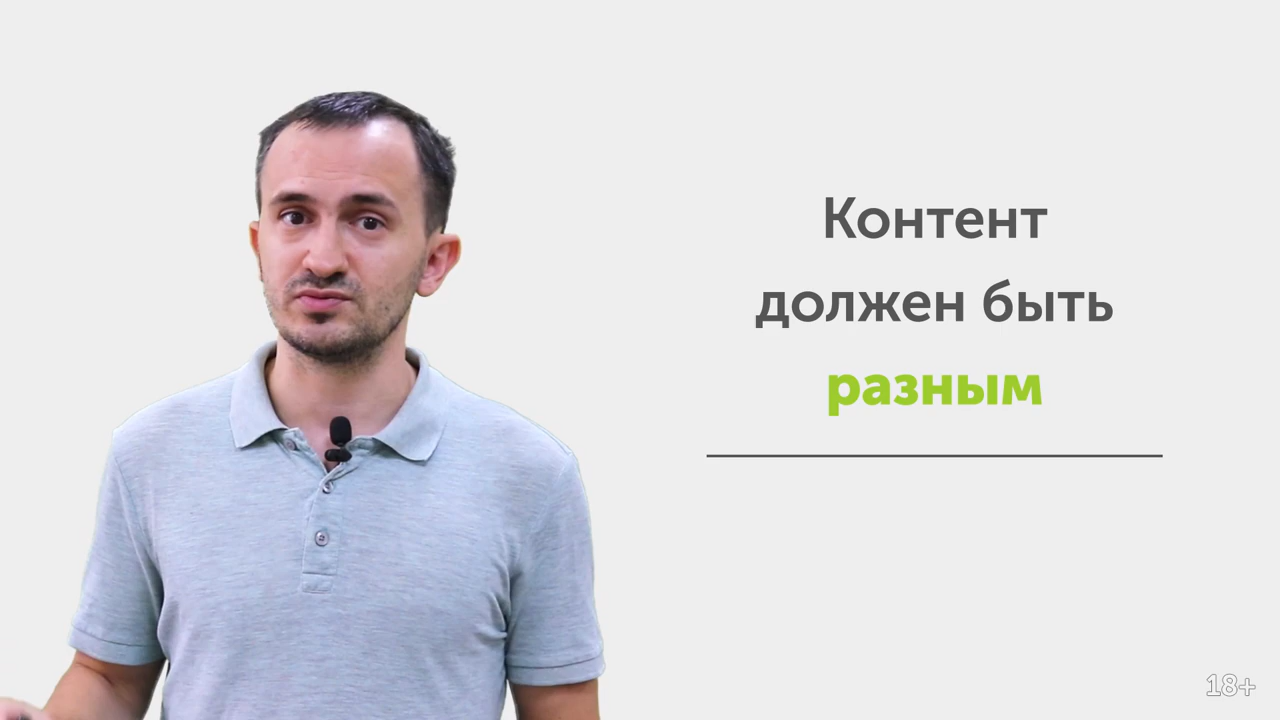 Контент
должен быть
разным
18+